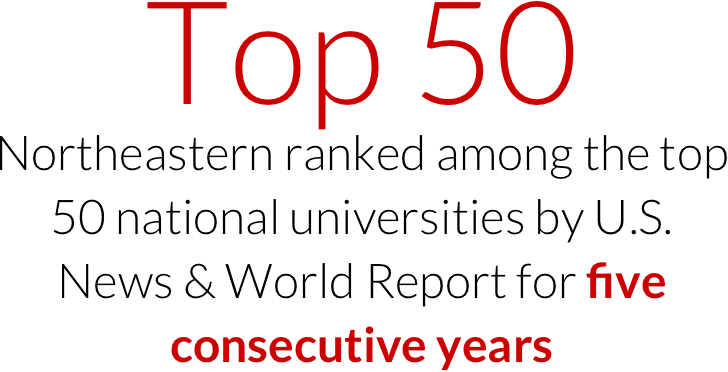 Top 50
Northeastern ranked among the top
50 national universities by U.S.
News & World Report for five
consecutive years